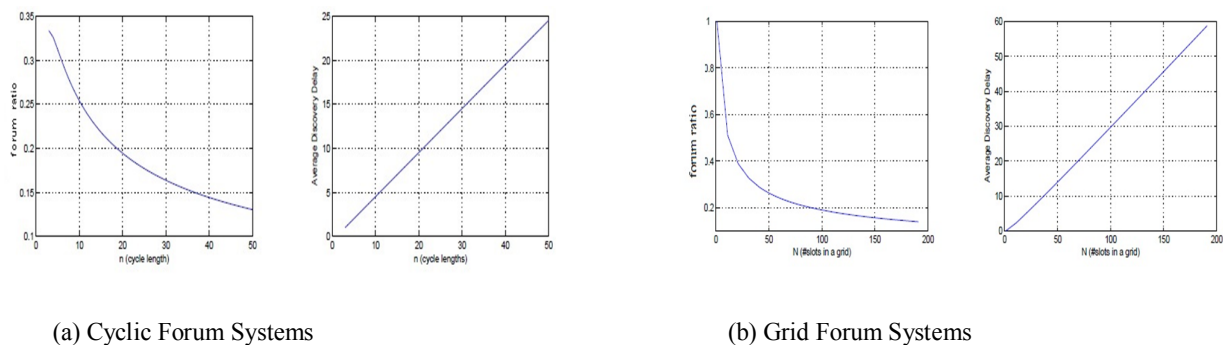 0.35
0.3
0.25
0.2
0.15
0.1
forum ratio
0 10 20 30 40 50
n (cycle length)
25
20
15
10
5
0
Average Discovery Delay
0 10 20 30 40 50
n (cycle lengths)
1
0.8
0.6
0.4
0.2
forum ratio
0 50 100 150 200
N (#slots in a grid)
60
50
40
30
20
10
0
Average Discovery Delay
0 50 100 150 200
N (#slots in a grid)
(a) Cyclic Forum Systems
(b) Grid Forum Systems